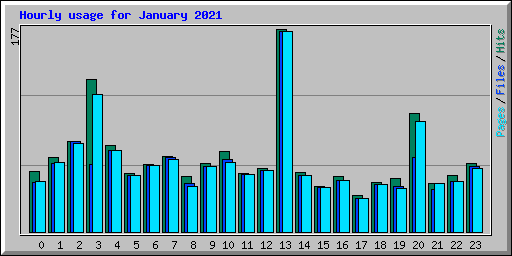 Hourly usage for January 2021
177
Pages / Files / Hits
0 1 2 3 4 5 6 7 8 9 10 11 12 13 14 15 16 17 18 19 20 21 22 23